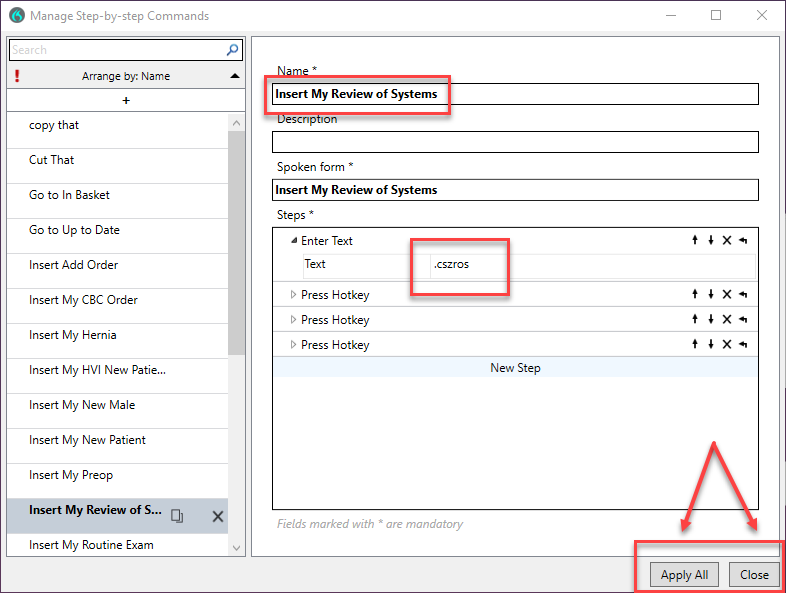 Manage Step-by-step Commands
Search
Arrange by: Name
+
copy that
Cut That
Go to In Basket
Go to Up to Date
Insert Add Order
Insert My CBC Order
Insert My Hernia
Insert My HVI New Patie...
Insert My New Male
Insert My New Patient
Insert My Preop
Insert My Review of S...
Insert My Routine Exam
Name *
Insert My Review of Systems
Description
Spoken form *
Insert My Review of Systems
Steps *
Enter Text
Text .cszros
Press Hotkey
Press Hotkey
Press Hotkey
New Step
Fields marked with * are mandatory
Apply All Close